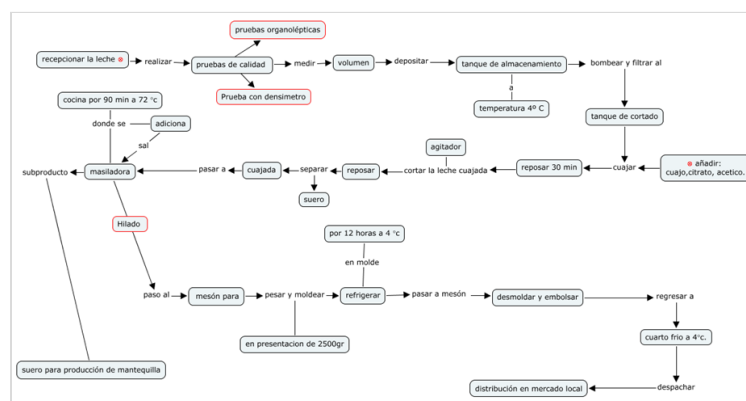 pruebas organolépticas
recepcionar la leche
realizar
pruebas de calidad
medir
volumen
depositar
tanque de almacenamiento
bombear y filtrar al
Prueba con densimetro
a
temperatura 4º C
tanque de cortado
cocina por 90 min a 72 °c
donde se
adiciona
sal
agitador
subproducto
masiladora
pasar a
cuajada
separar
reposar
cortar la leche cuajada
reposar 30 min
cuajar
añadir:
cuajo,citrato, acetico.
suero
Hilado
por 12 horas a 4 °c
en molde
paso al
mesón para
pesar y moldear
refrigerar
pasar a mesón
desmoldar y embolsar
regresar a
en presentacion de 2500gr
cuarto frio a 4°c.
suero para producción de mantequilla
distribución en mercado local
despachar